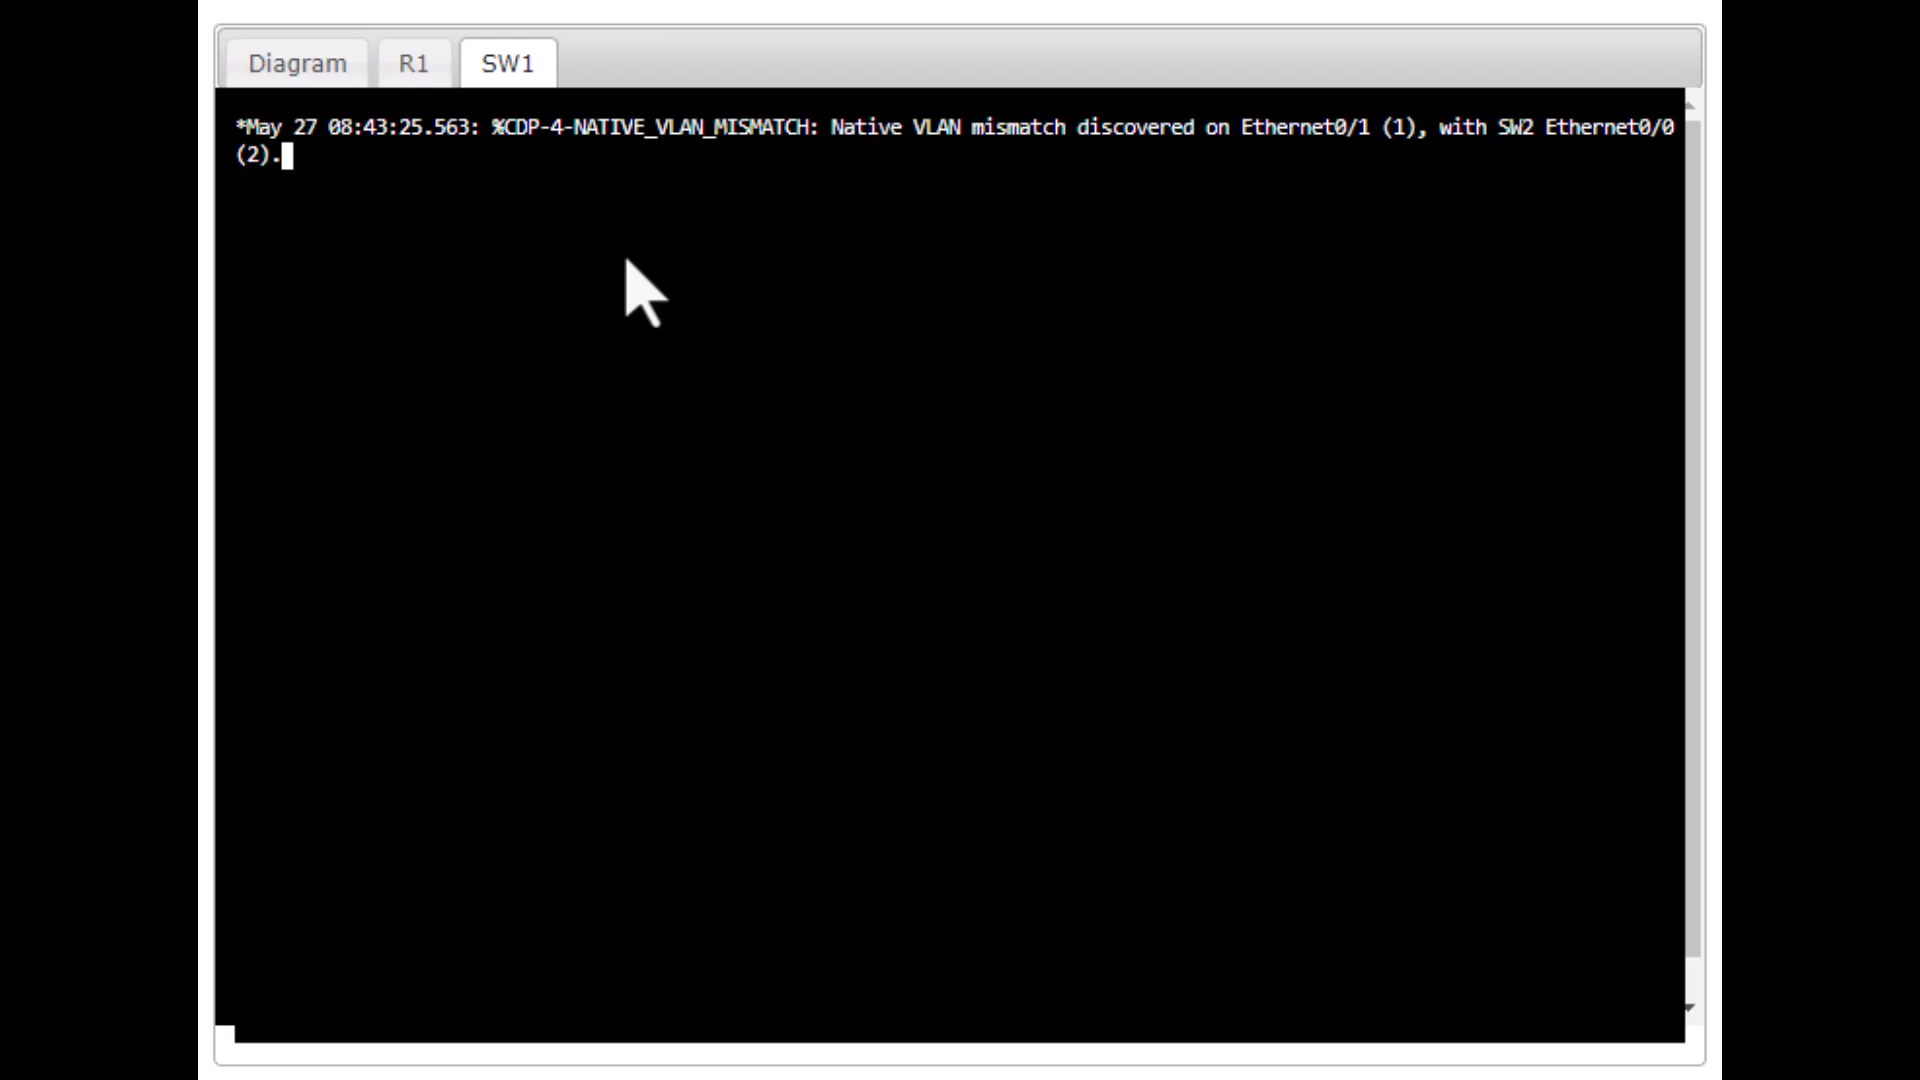 Diagram R1 SW1
*May 27 08:43:25.563: %CDP-4-NATIVE_VLAN_MISMATCH: Native VLAN mismatch discovered on Ethernet0/1 (1), with SW2 Ethernet0/0
(2).